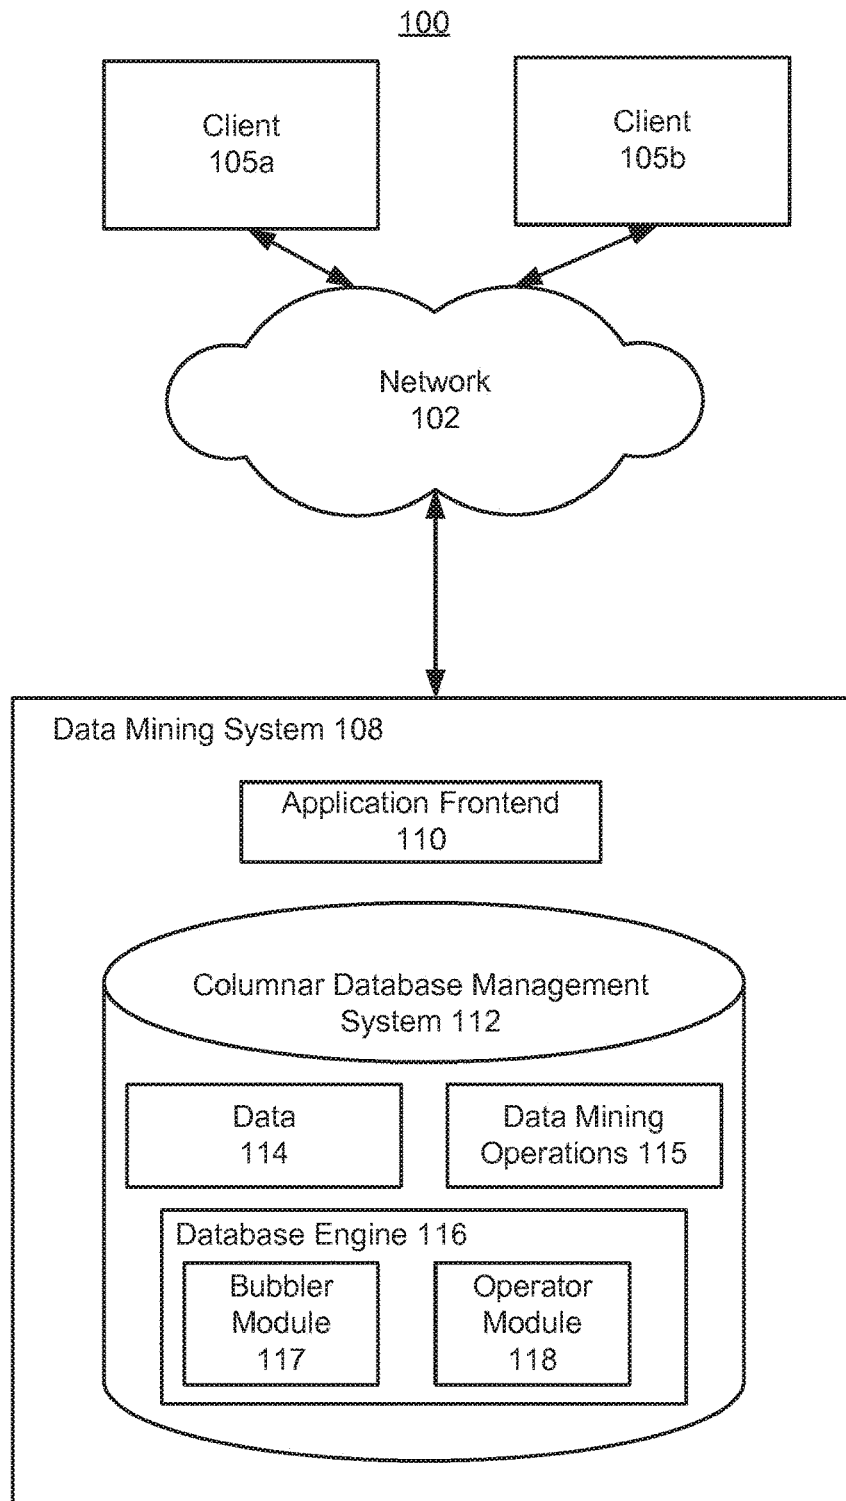 100
Client
105a
Client
105b
Network
102
Data Mining System 108
Application Frontend
110
Columnar Database Management
System 112
Data
114
Data Mining
Operations 115
Database Engine 116
Bubbler
Module
117
Operator
Module
118